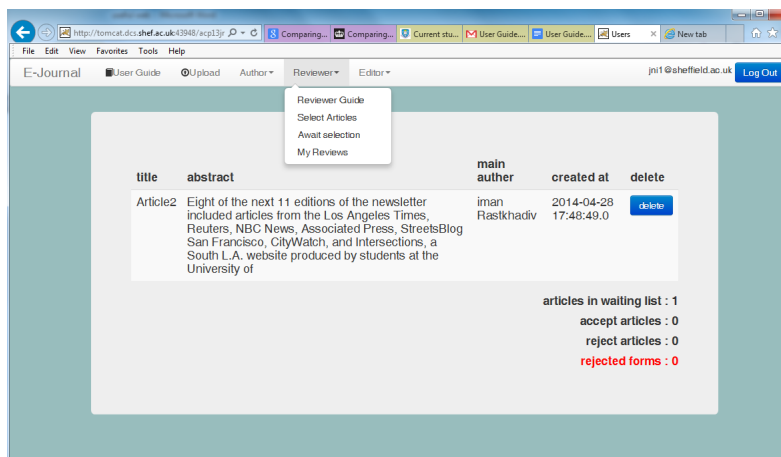 http://tomcat.dcs.shef.ac.uk:43948/acp13jr
Comparing...
Comparing...
Current stu...
User Guide....
User Guide....
Users
New tab
File Edit View Favorites Tools Help
E-Journal User Guide Upload Author Reviewer Editor jni1@sheffield.ac.uk Log Out
Reviewer Guide
Select Articles
Await selection
My Reviews
main
title abstract auther created at delete
Article2 Eight of the next 11 editions of the newsletter iman 2014-04-28 delete
included articles from the Los Angeles Times, Rastkhadiv 17:48:49.0
Reuters, NBC News, Associated Press, StreetsBlog
San Francisco, CityWatch, and Intersections, a
South L.A. website produced by students at the
University of
articles in waiting list : 1
accept articles : 0
reject articles : 0
rejected forms : 0